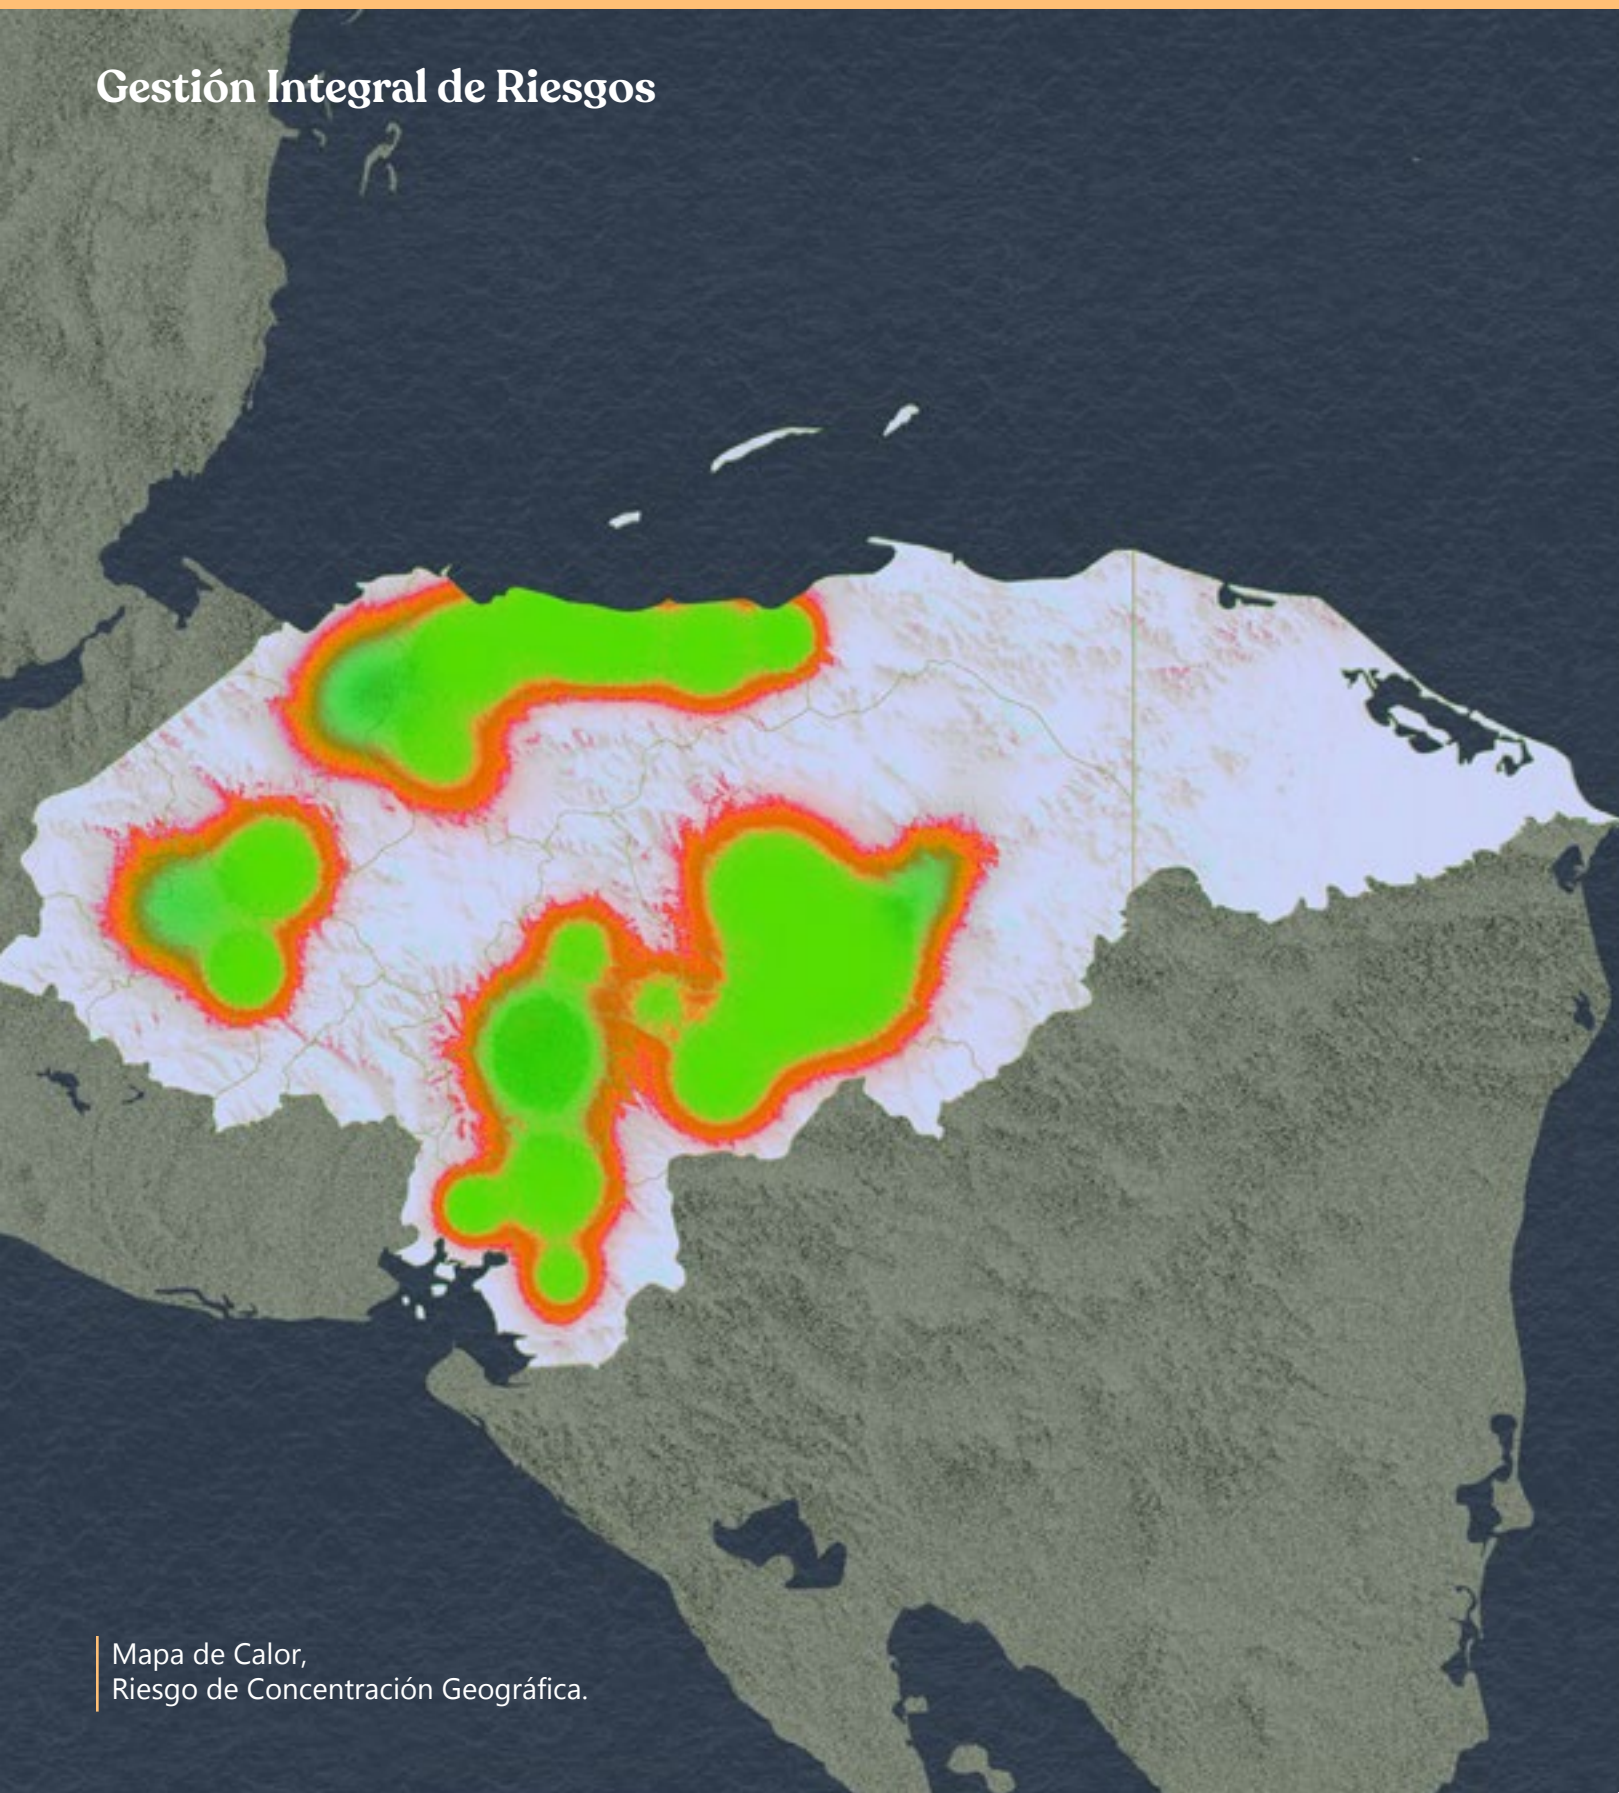 Gestión Integral de Riesgos
Mapa de Calor,
Riesgo de Concentración Geográfica.